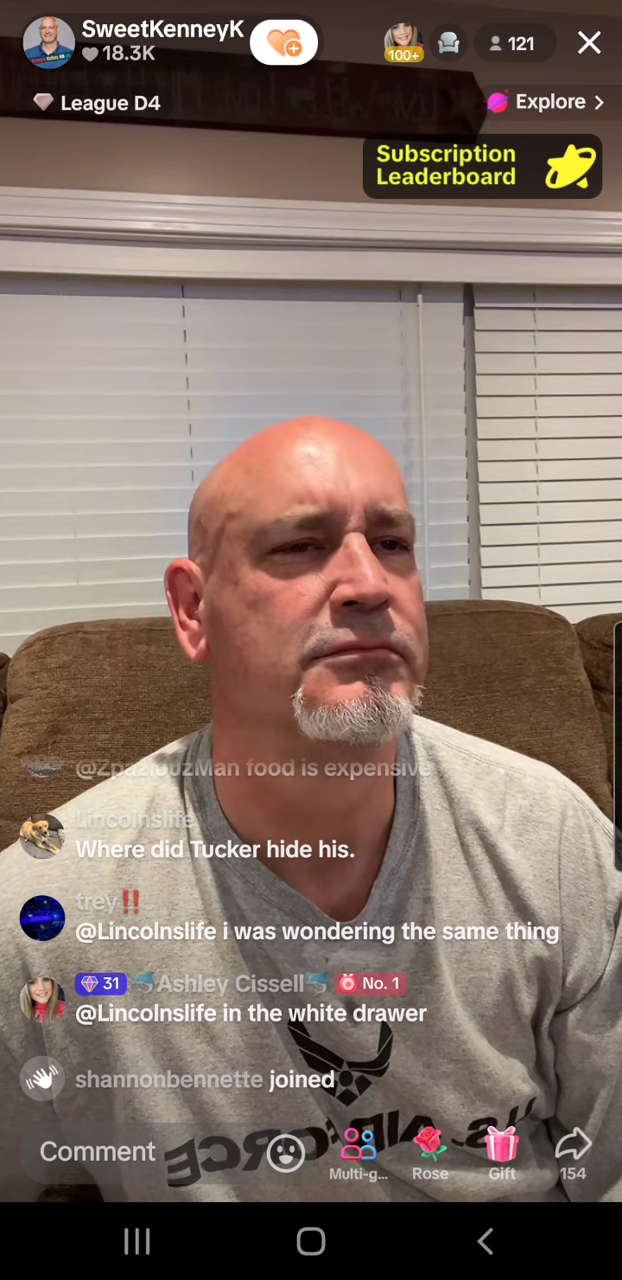 SweetKenneyK
18.3K
100+
121
League D4
Explore >
Subscription
Leaderboard
@ZpaziouzMan food is expensive
Lincolnslife
Where did Tucker hide his.
trey‼️
@Lincolnslife i was wondering the same thing
31 🐬Ashley Cissell🐬 No. 1
@Lincolnslife in the white drawer
shannonbennette joined
U.S. AIR FORCE
Comment
Multi-g...
Rose
Gift
154